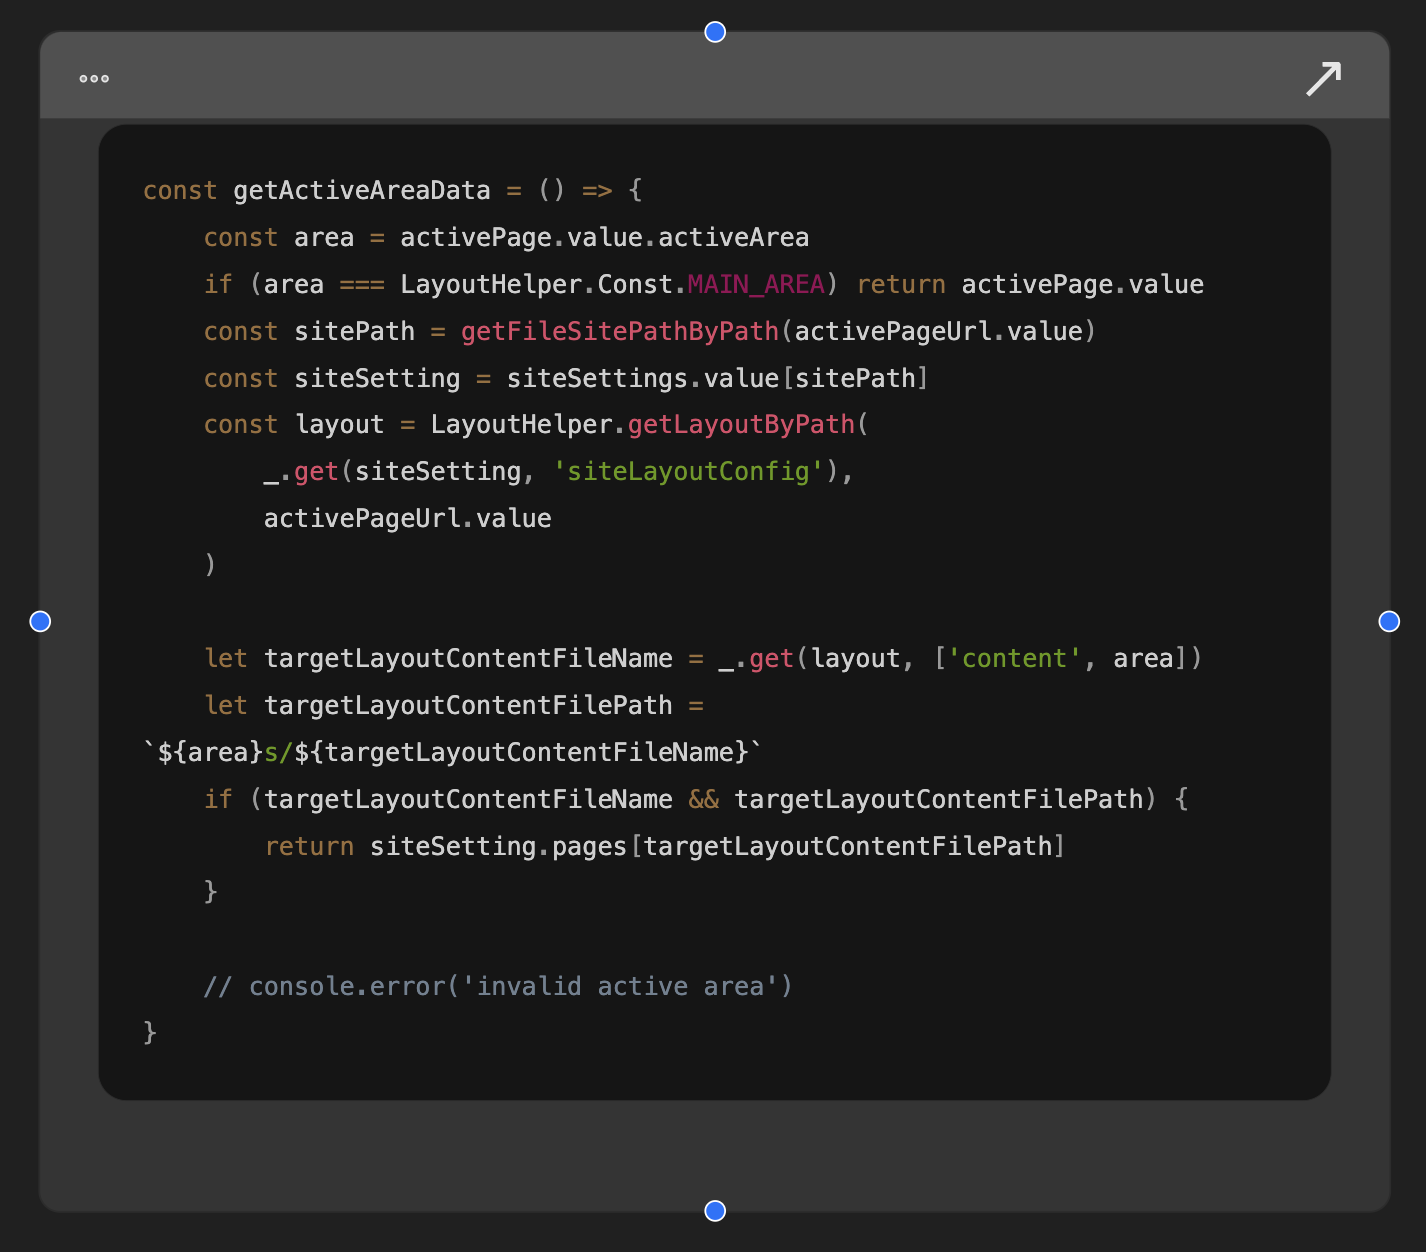 const getActiveAreaData = () => {
    const area = activePage.value.activeArea
    if (area === LayoutHelper.Const.MAIN_AREA) return activePage.value
    const sitePath = getFileSitePathByPath(activePageUrl.value)
    const siteSetting = siteSettings.value[sitePath]
    const layout = LayoutHelper.getLayoutByPath(
        _.get(siteSetting, 'siteLayoutConfig'),
        activePageUrl.value
    )

    let targetLayoutContentFileName = _.get(layout, ['content', area])
    let targetLayoutContentFilePath =
`${area}s/${targetLayoutContentFileName}`
    if (targetLayoutContentFileName && targetLayoutContentFilePath) {
        return siteSetting.pages[targetLayoutContentFilePath]
    }

    // console.error('invalid active area')
}